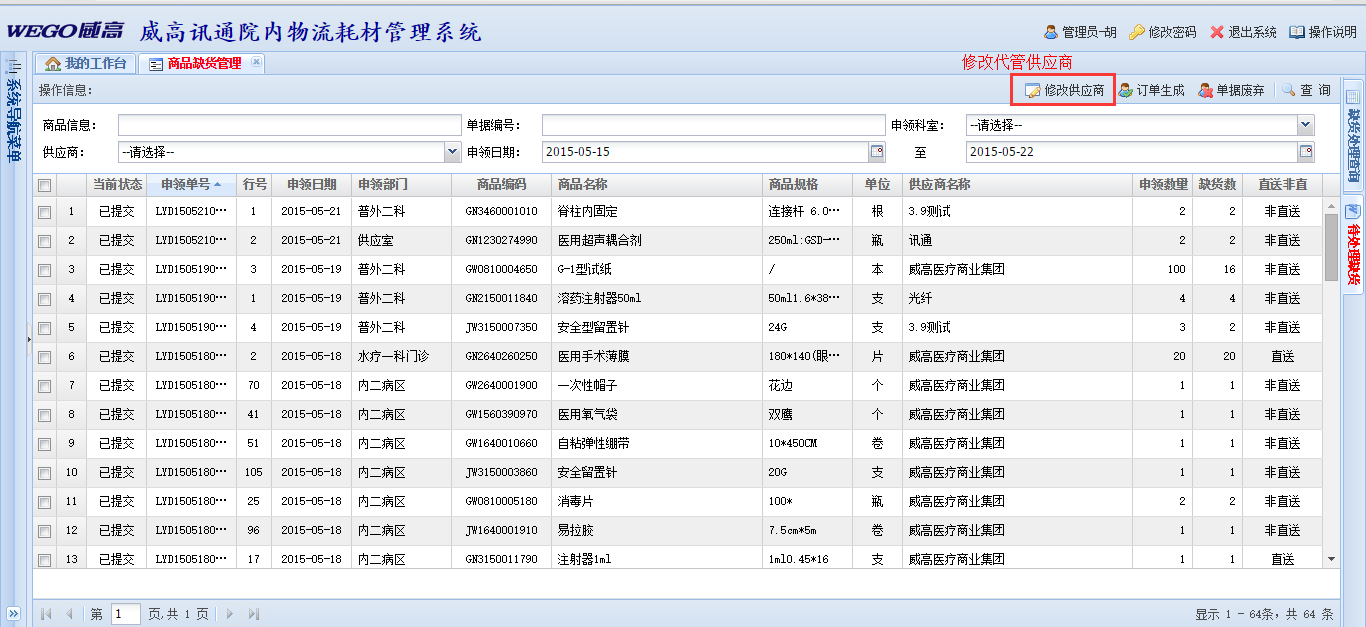 WEGO威高 威高讯通院内物流耗材管理系统
管理员-胡 修改密码 退出系统 操作说明
系统导航菜单
我的工作台 商品缺货管理
修改代管供应商
操作信息: 修改供应商 订单生成 单据废弃 查 询
商品信息: 单据编号: 申领科室: --请选择--
供应商: --请选择-- 申领日期: 2015-05-15 至 2015-05-22
当前状态 申领单号 行号 申领日期 申领部门 商品编码 商品名称 商品规格 单位 供应商名称 申领数量 缺货数 直送非直
1 已提交 LYD1505210··· 1 2015-05-21 普外二科 GN3460001010 脊柱内固定 连接杆 6.0··· 根 3.9测试 2 2 非直送
2 已提交 LYD1505210··· 2 2015-05-21 供应室 GN1230274990 医用超声耦合剂 250ml:GSD-··· 瓶 讯通 2 2 非直送
3 已提交 LYD1505190··· 3 2015-05-19 普外二科 GW0810004650 G-1型试纸 / 本 威高医疗商业集团 100 16 非直送
4 已提交 LYD1505190··· 1 2015-05-19 普外二科 GN2150011840 溶药注射器50ml 50ml1.6*38··· 支 光纤 4 4 非直送
5 已提交 LYD1505190··· 4 2015-05-19 普外二科 JW3150007350 安全型留置针 24G 支 3.9测试 3 2 非直送
6 已提交 LYD1505180··· 2 2015-05-18 水疗一科门诊 GN2640260250 医用手术薄膜 180*140(眼··· 片 威高医疗商业集团 20 20 直送
7 已提交 LYD1505180··· 70 2015-05-18 内二病区 GW2640001900 一次性帽子 花边 个 威高医疗商业集团 1 1 非直送
8 已提交 LYD1505180··· 41 2015-05-18 内二病区 GW1560390970 医用氧气袋 双鹰 个 威高医疗商业集团 1 1 非直送
9 已提交 LYD1505180··· 51 2015-05-18 内二病区 GW1640010660 自粘弹性绷带 10*450CM 卷 威高医疗商业集团 1 1 非直送
10 已提交 LYD1505180··· 105 2015-05-18 内二病区 JW3150003860 安全留置针 20G 支 威高医疗商业集团 1 1 非直送
11 已提交 LYD1505180··· 25 2015-05-18 内二病区 GW0810005180 消毒片 100* 瓶 威高医疗商业集团 2 2 非直送
12 已提交 LYD1505180··· 96 2015-05-18 内二病区 JW1640001910 易拉胶 7.5cm*5m 卷 威高医疗商业集团 1 1 非直送
13 已提交 LYD1505180··· 17 2015-05-18 内二病区 GN3150011790 注射器1ml 1ml0.45*16 支 威高医疗商业集团 1 1 直送
缺货处理查询
待处理缺货
第 1 页,共 1 页 显示 1 - 64条, 共 64 条